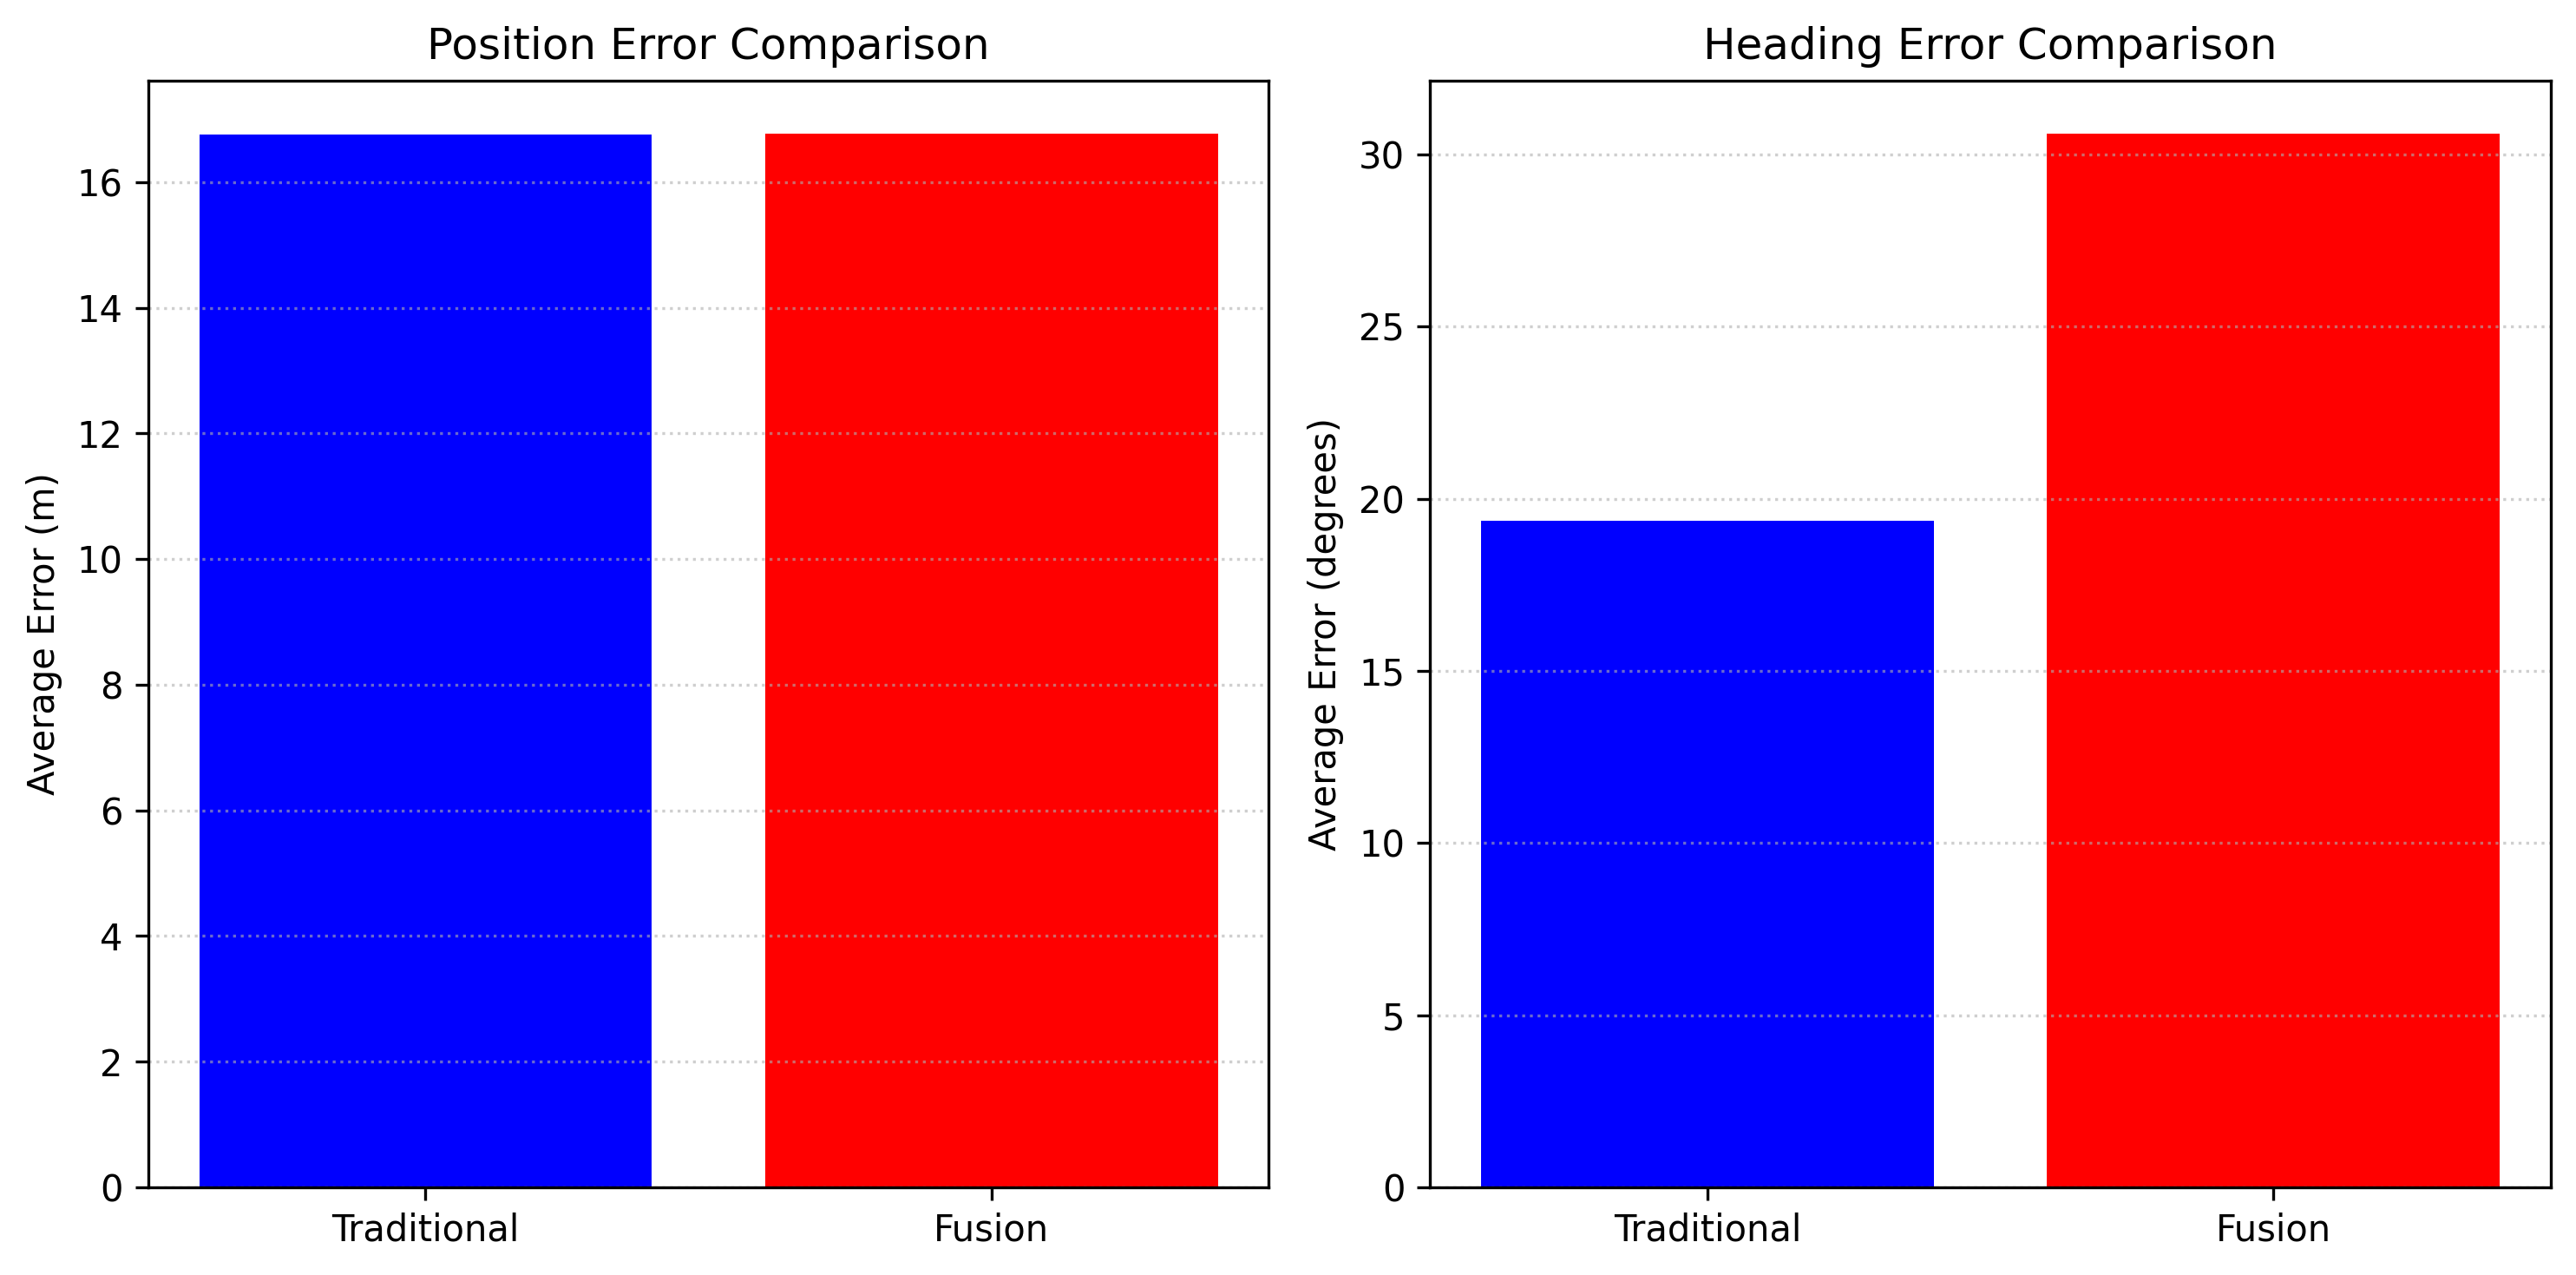 Position Error Comparison
Average Error (m)
16
14
12
10
8
6
4
2
0
Traditional Fusion
Heading Error Comparison
Average Error (degrees)
30
25
20
15
10
5
0
Traditional Fusion